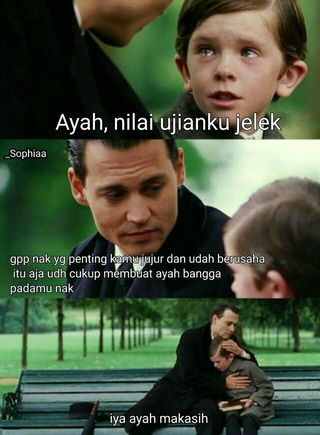 Ayah, nilai ujianku jelek
_Sophiaa
gpp nak yg penting kamu jujur dan udah berusaha
itu aja udh cukup membuat ayah bangga
padamu nak
iya ayah makasih